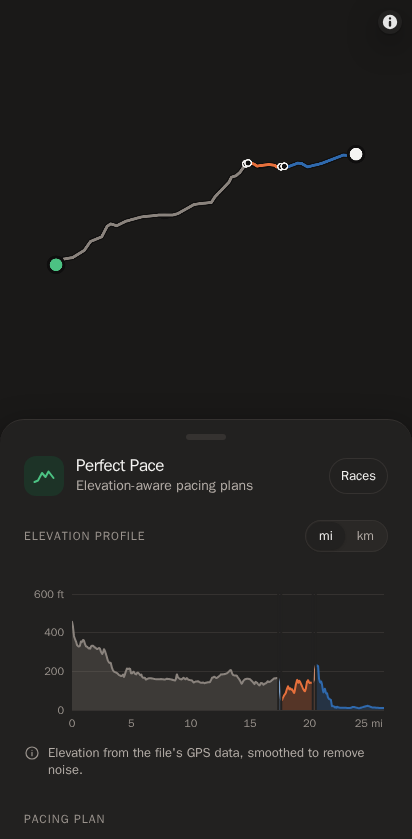 Perfect Pace
Races
Elevation-aware pacing plans
ELEVATION PROFILE
mi
km
600 ft
400
200
0
0
5
10
15
20
25 mi
Elevation from the file's GPS data, smoothed to remove
noise.
PACING PLAN